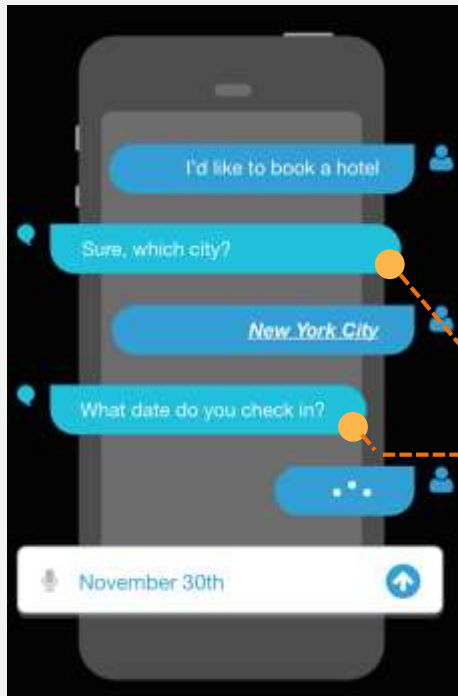 I'd like to book a hotel
Sure, which city?
New York City
What date do you check in?
November 30th